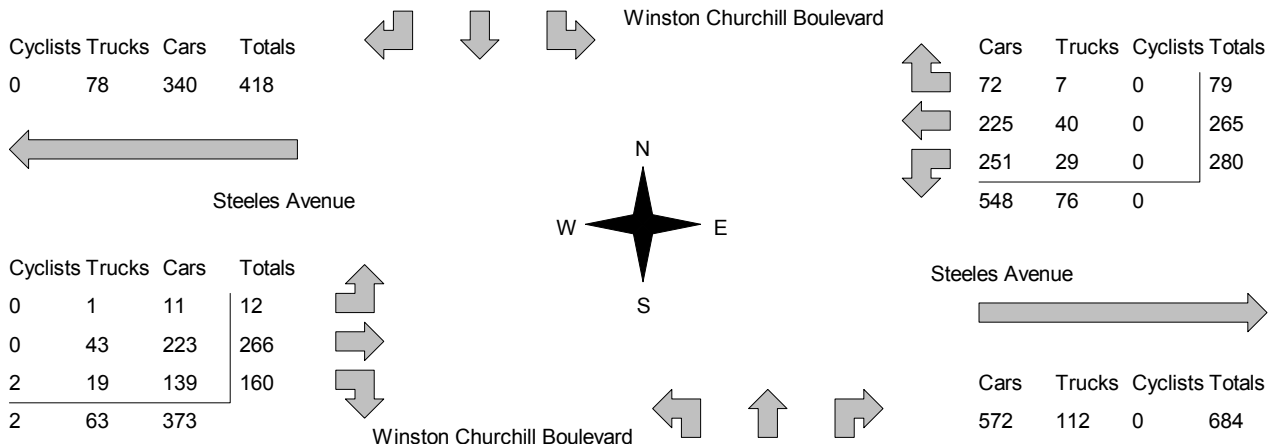 Winston Churchill Boulevard
Cyclists Trucks Cars Totals
0 78 340 418
Cars Trucks Cyclists Totals
72 7 0 79
225 40 0 265
251 29 0 280
548 76 0
Steeles Avenue
N
W E
S
Cyclists Trucks Cars Totals
0 1 11 12
0 43 223 266
2 19 139 160
2 63 373
Steeles Avenue
Cars Trucks Cyclists Totals
572 112 0 684
Winston Churchill Boulevard